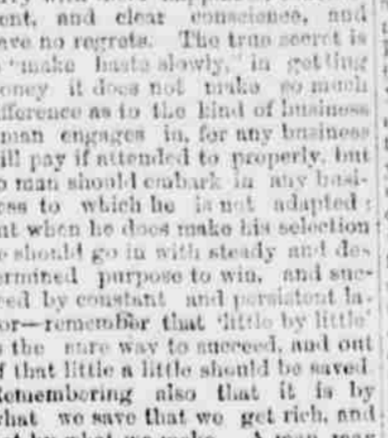 ent, and clear conscience, and
ave no regrets. The true secret is
"make haste slowly," in getting
oney it does not make so much
ifference as to the kind of business
man engages in, for any business
ill pay if attended to properly, but
o man should embark in any busi-
ess to which he is not adapted ;
ut when he does make his selection
e should go in with steady and de-
ermined purpose to win, and suc-
eed by constant and persistent la-
or—remember that 'little by little'
s the sure way to succeed, and out
f that little a little should be saved
Remembering also that it is by
what we save that we get rich, and